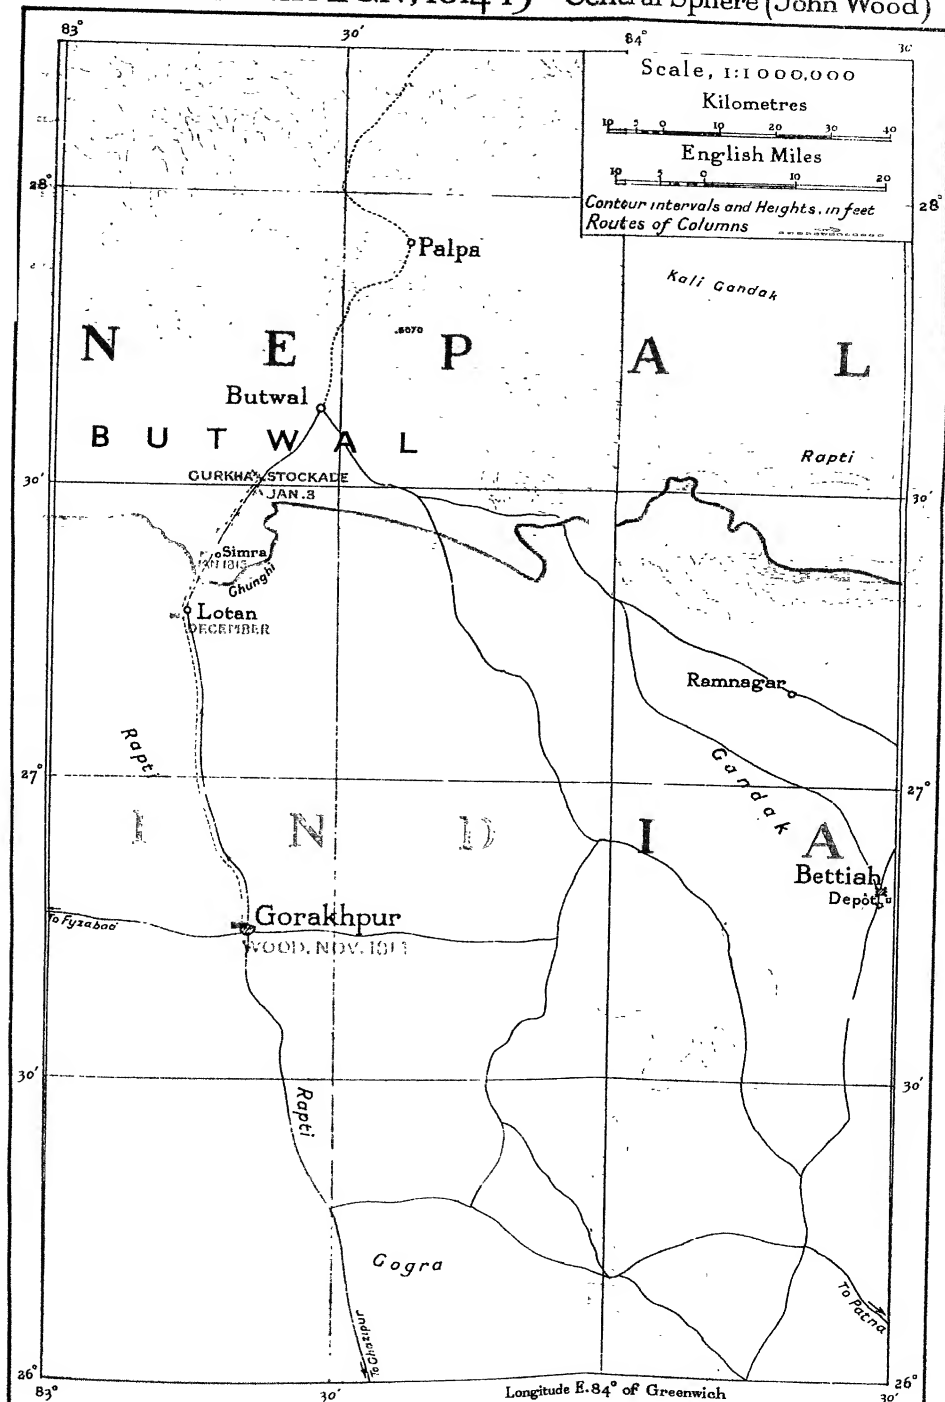 1814-15 Central Sphere (John Wood)
83° 30' 84° 30'
Scale, 1:1000,000
Kilometres
10 5 0 10 20 30 40
English Miles
10 5 0 10 20
Contour intervals and Heights, in feet
Routes of Columns
28° 28°
Palpa
Kali Gandak
.5070
N E P A L
Butwal
B U T W A L
Rapti
GURKHA STOCKADE
JAN. 3
30' 30'
Simra
Ghunghi
Lotan
DECEMBER
Ramnagar
Rapti
Gandak
27° 27°
I N D I A
Bettiah
Depôt
To Fyzabad
Gorakhpur
WOOD, NOV.
30' 30'
Rapti
Gogra
To Patna
To Ghazipur
26° 26°
83° 30' Longitude E. 84° of Greenwich 30'